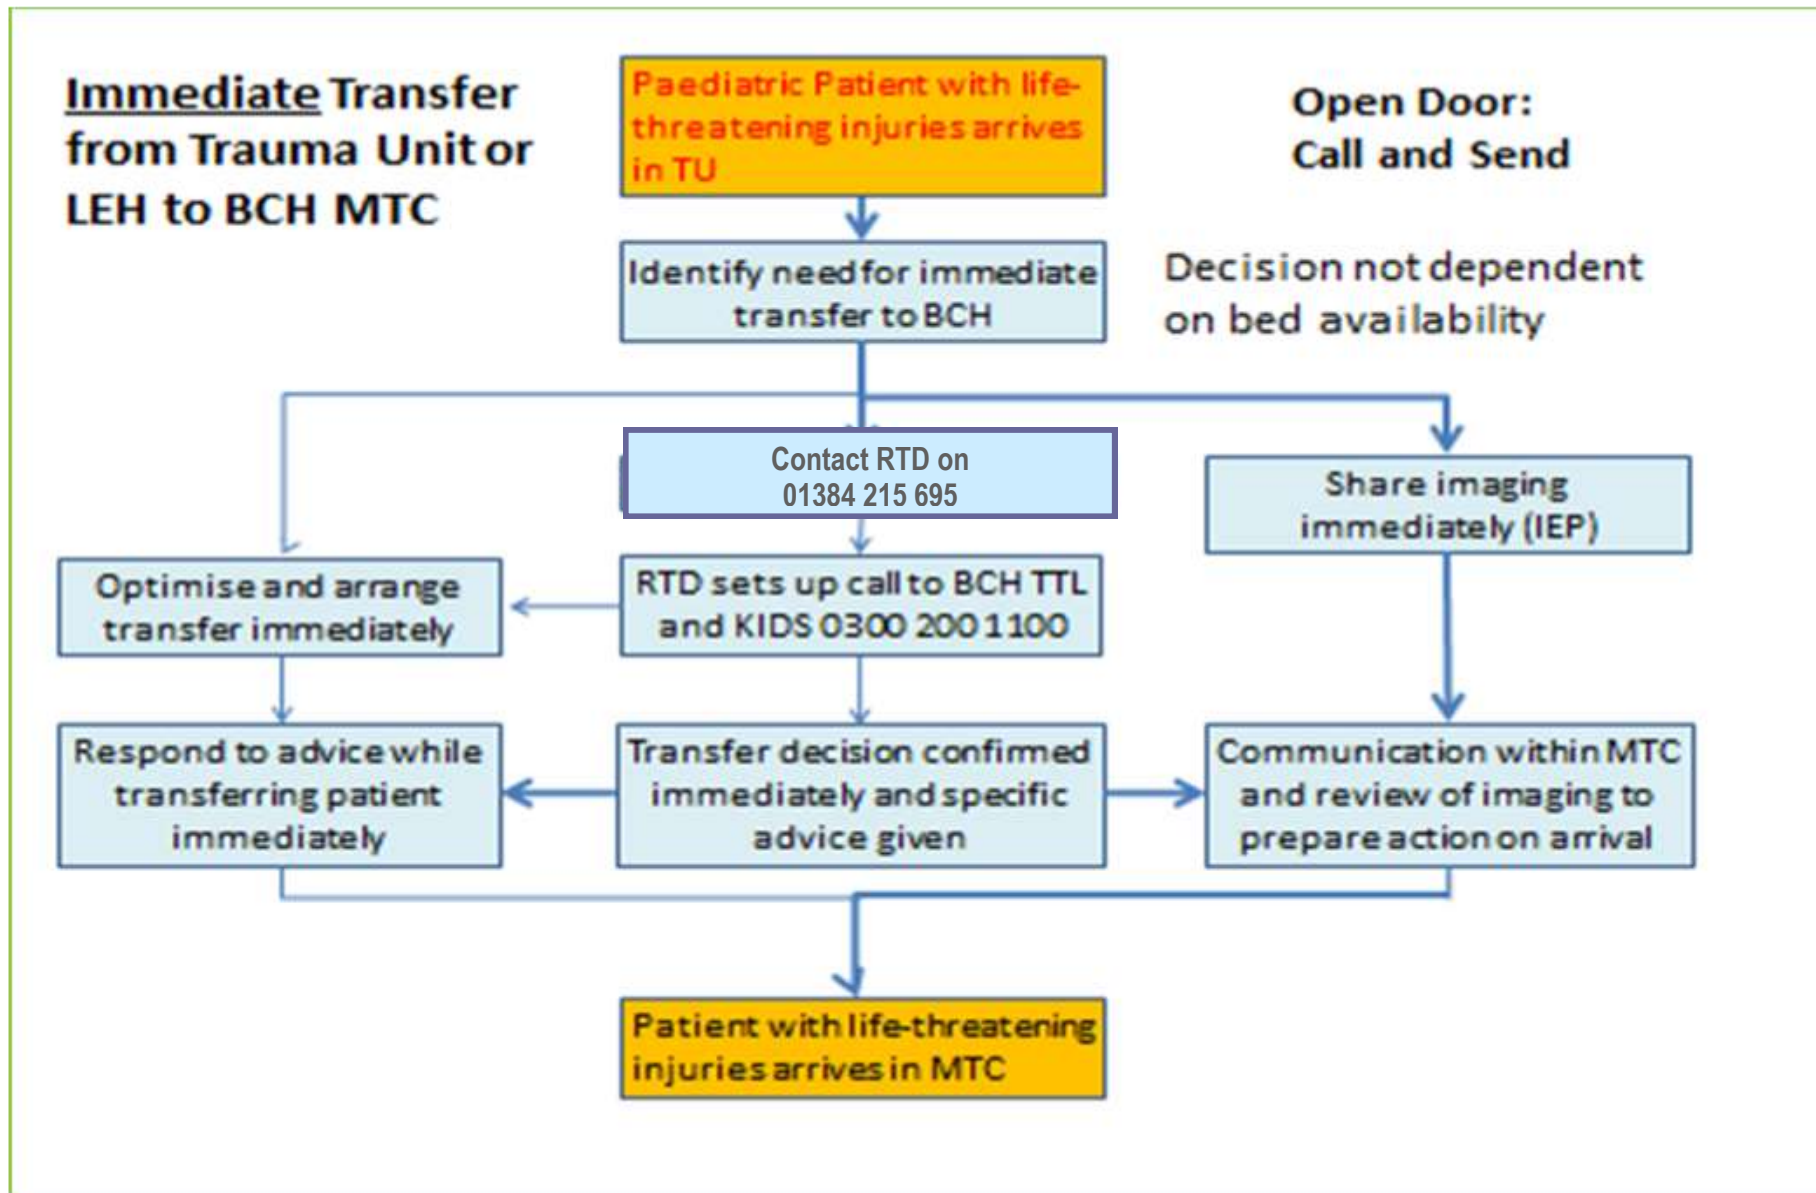 Immediate Transfer
from Trauma Unit or
LEH to BCH MTC
Paediatric Patient with life-
threatening injuries arrives
in TU
Open Door:
Call and Send
Identify need for immediate
transfer to BCH
Decision not dependent
on bed availability
Contact RTD on
01384 215 695
Share imaging
immediately (IEP)
Optimise and arrange
transfer immediately
RTD sets up call to BCH TTL
and KIDS 0300 200 1100
Respond to advice while
transferring patient
immediately
Transfer decision confirmed
immediately and specific
advice given
Communication within MTC
and review of imaging to
prepare action on arrival
Patient with life-threatening
injuries arrives in MTC